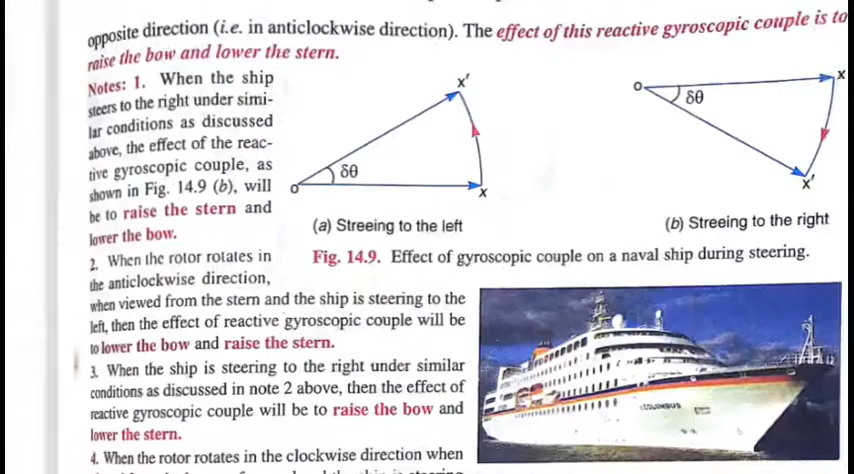 opposite direction (i.e. in anticlockwise direction). The effect of this reactive gyroscopic couple is to
raise the bow and lower the stern.
Notes: 1. When the ship
steers to the right under simi-
lar conditions as discussed
above, the effect of the reac-
tive gyroscopic couple, as
shown in Fig. 14.9 (b), will
be to raise the stern and
lower the bow.
2. When the rotor rotates in
the anticlockwise direction,
when viewed from the stern and the ship is steering to the
left, then the effect of reactive gyroscopic couple will be
to lower the bow and raise the stern.
3. When the ship is steering to the right under similar
conditions as discussed in note 2 above, then the effect of
reactive gyroscopic couple will be to raise the bow and
lower the stern.
4. When the rotor rotates in the clockwise direction when
x'
δθ
o
x
(a) Streeing to the left
o
x
δθ
x'
(b) Streeing to the right
Fig. 14.9. Effect of gyroscopic couple on a naval ship during steering.
COLUMBUS